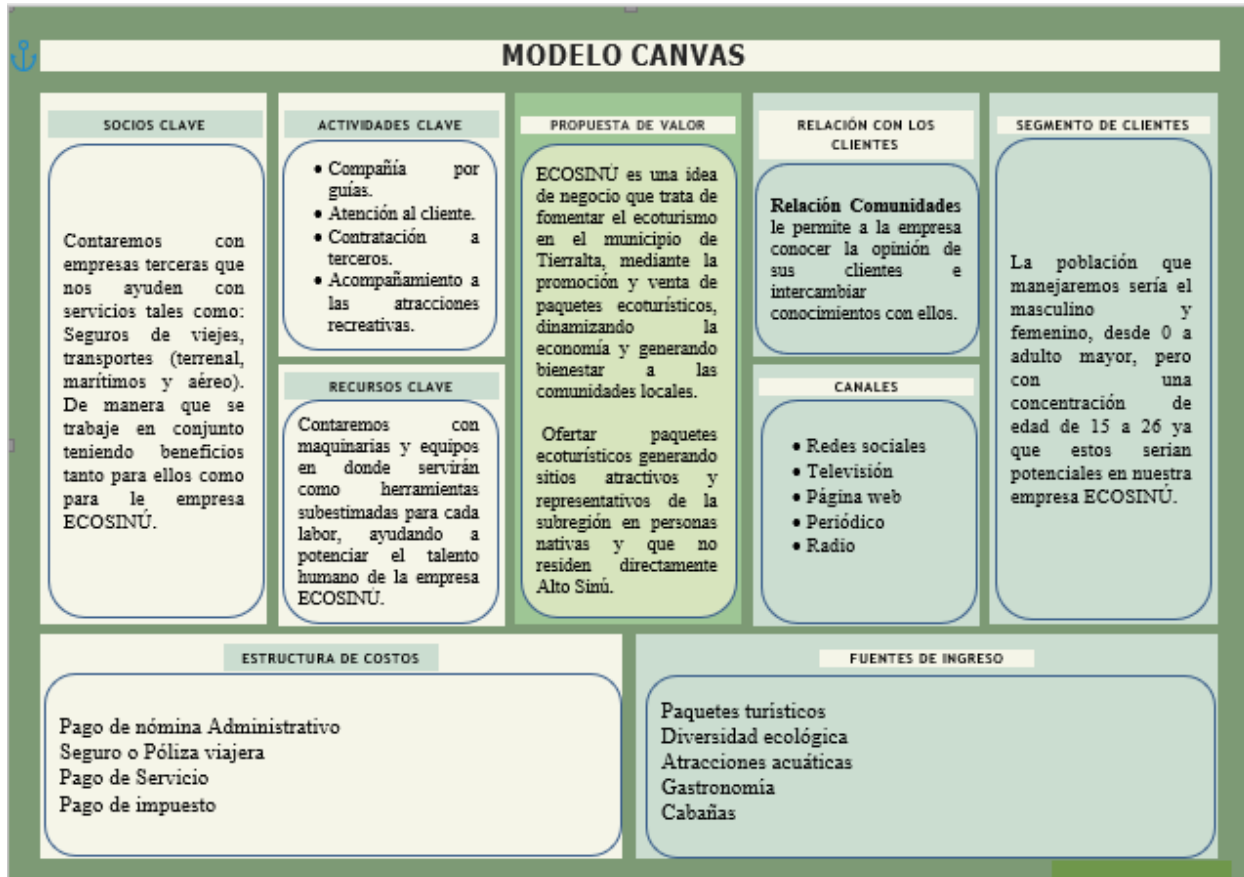 MODELO CANVAS
SOCIOS CLAVE
Contaremos con
empresas terceras que
nos ayuden con
servicios tales como:
Seguros de viejes,
transportes (terrenal,
marítimos y aéreo).
De manera que se
trabaje en conjunto
teniendo beneficios
tanto para ellos como
para le empresa
ECOSINÚ.
ACTIVIDADES CLAVE
• Compañía por
guías.
• Atención al cliente.
• Contratación a
terceros.
• Acompañamiento a
las atracciones
recreativas.
RECURSOS CLAVE
Contaremos con
maquinarias y equipos
en donde servirán
como herramientas
subestimadas para cada
labor, ayudando a
potenciar el talento
humano de la empresa
ECOSINÚ.
PROPUESTA DE VALOR
ECOSINÚ es una idea
de negocio que trata de
fomentar el ecoturismo
en el municipio de
Tierralta, mediante la
promoción y venta de
paquetes ecoturísticos,
dinamizando la
economía y generando
bienestar a las
comunidades locales.
Ofertar paquetes
ecoturísticos generando
sitios atractivos y
representativos de la
subregión en personas
nativas y que no
residen directamente
Alto Sinú.
RELACIÓN CON LOS
CLIENTES
Relación Comunidades
le permite a la empresa
conocer la opinión de
sus clientes e
intercambiar
conocimientos con ellos.
CANALES
• Redes sociales
• Televisión
• Página web
• Periódico
• Radio
SEGMENTO DE CLIENTES
La población que
manejaremos sería el
masculino y
femenino, desde 0 a
adulto mayor, pero
con una
concentración de
edad de 15 a 26 ya
que estos serian
potenciales en nuestra
empresa ECOSINÚ.
ESTRUCTURA DE COSTOS
Pago de nómina Administrativo
Seguro o Póliza viajera
Pago de Servicio
Pago de impuesto
FUENTES DE INGRESO
Paquetes turísticos
Diversidad ecológica
Atracciones acuáticas
Gastronomía
Cabañas